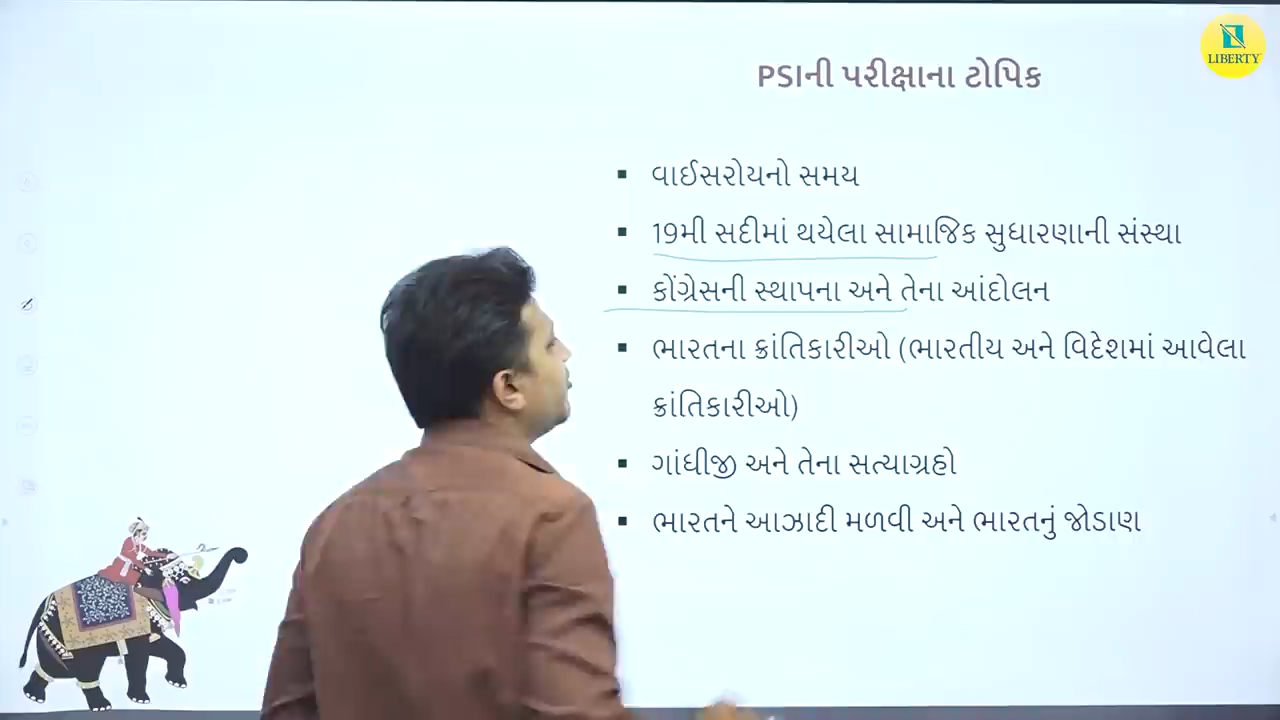 LIBERTY
PSIની પરીક્ષાના ટોપિક
▪ વાઈસરોયનો સમય
▪ 19મી સદીમાં થયેલા સામાજિક સુધારણાની સંસ્થા
▪ કોંગ્રેસની સ્થાપના અને તેના આંદોલન
▪ ભારતના ક્રાંતિકારીઓ (ભારતીય અને વિદેશમાં આવેલા
ક્રાંતિકારીઓ)
▪ ગાંધીજી અને તેના સત્યાગ્રહો
▪ ભારતને આઝાદી મળવી અને ભારતનું જોડાણ